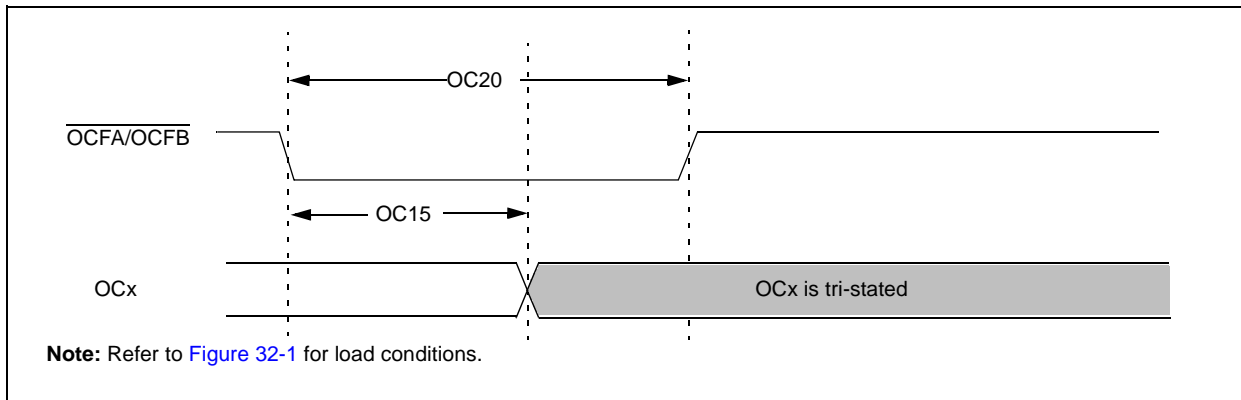 OC20
OCFA/OCFB
OC15
OCx
OCx is tri-stated
Note: Refer to Figure 32-1 for load conditions.